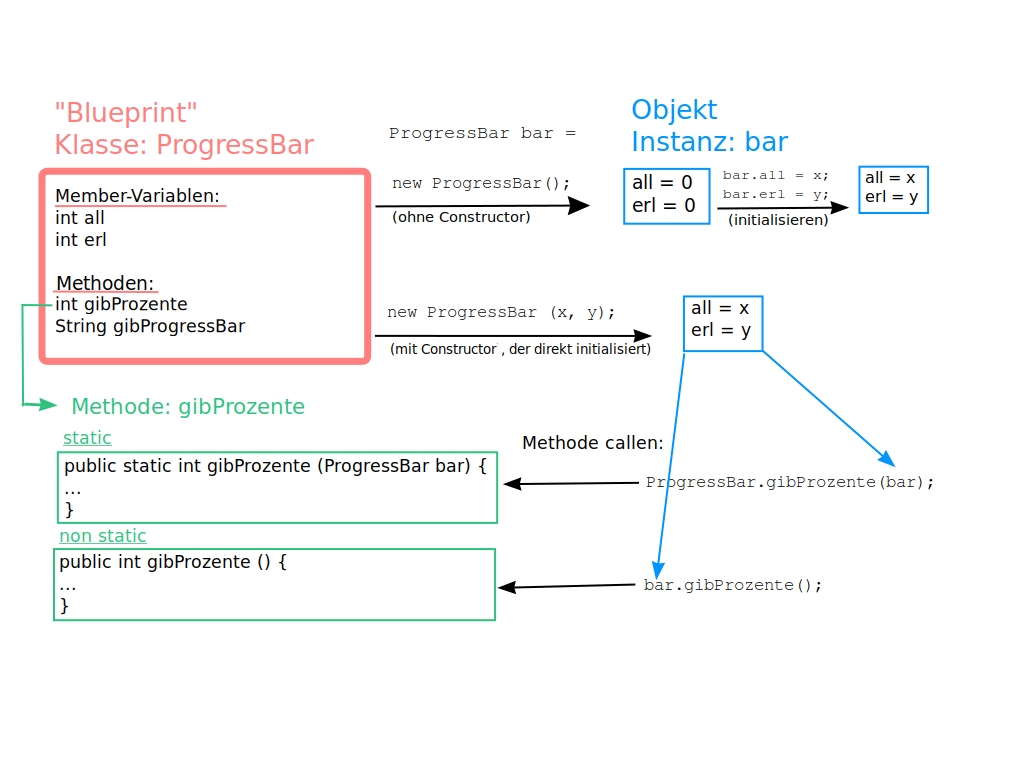 "Blueprint"
Klasse: ProgressBar
Member-Variablen:
int all
int erl
Methoden:
int gibProzente
String gibProgressBar
ProgressBar bar =
new ProgressBar();
(ohne Constructor)
Objekt
Instanz: bar
all = 0
erl = 0
bar.all = x;
bar.erl = y;
(initialisieren)
all = x
erl = y
new ProgressBar (x, y);
(mit Constructor , der direkt initialisiert)
all = x
erl = y
Methode: gibProzente
static
public static int gibProzente (ProgressBar bar) {
...
}
non static
public int gibProzente () {
...
}
Methode callen:
ProgressBar.gibProzente(bar);
bar.gibProzente();